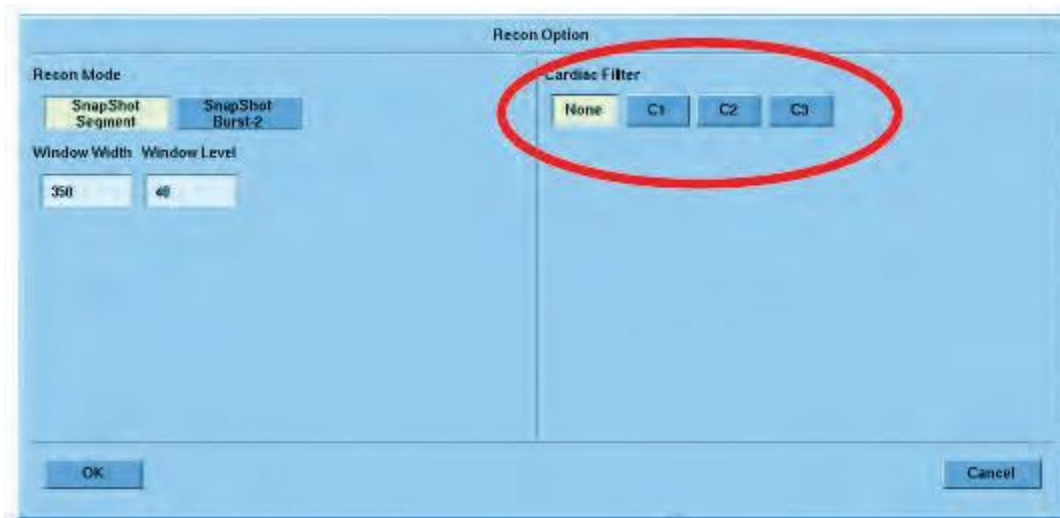 Recon Option
Recon Mode
SnapShot
Segment
SnapShot
Burst-2
Window Width
Window Level
350
40
Cardiac Filter
None
C1
C2
C3
OK
Cancel